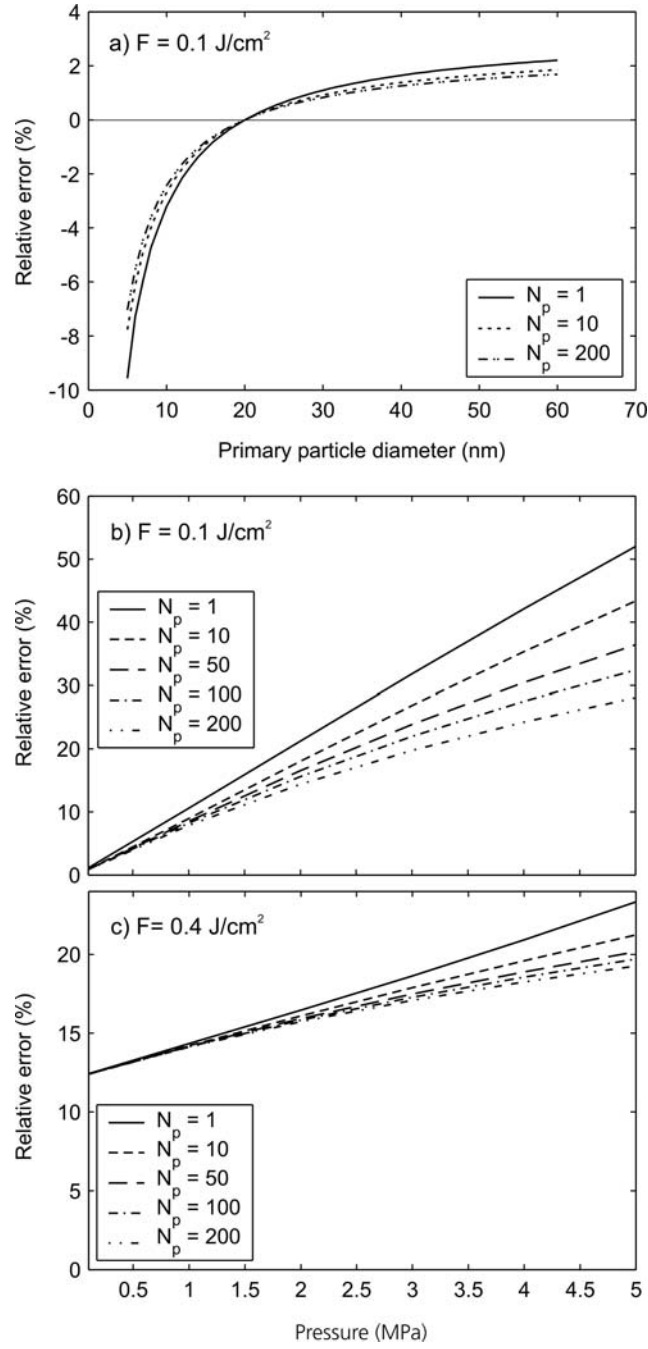 a) F = 0.1 J/cm²
Relative error (%)
4
2
0
-2
-4
-6
-8
-10
0 10 20 30 40 50 60 70
Primary particle diameter (nm)
N_p = 1
N_p = 10
N_p = 200
b) F = 0.1 J/cm²
Relative error (%)
60
50
40
30
20
10
0
N_p = 1
N_p = 10
N_p = 50
N_p = 100
N_p = 200
c) F= 0.4 J/cm²
Relative error (%)
20
15
10
5
0
N_p = 1
N_p = 10
N_p = 50
N_p = 100
N_p = 200
0.5 1 1.5 2 2.5 3 3.5 4 4.5 5
Pressure (MPa)